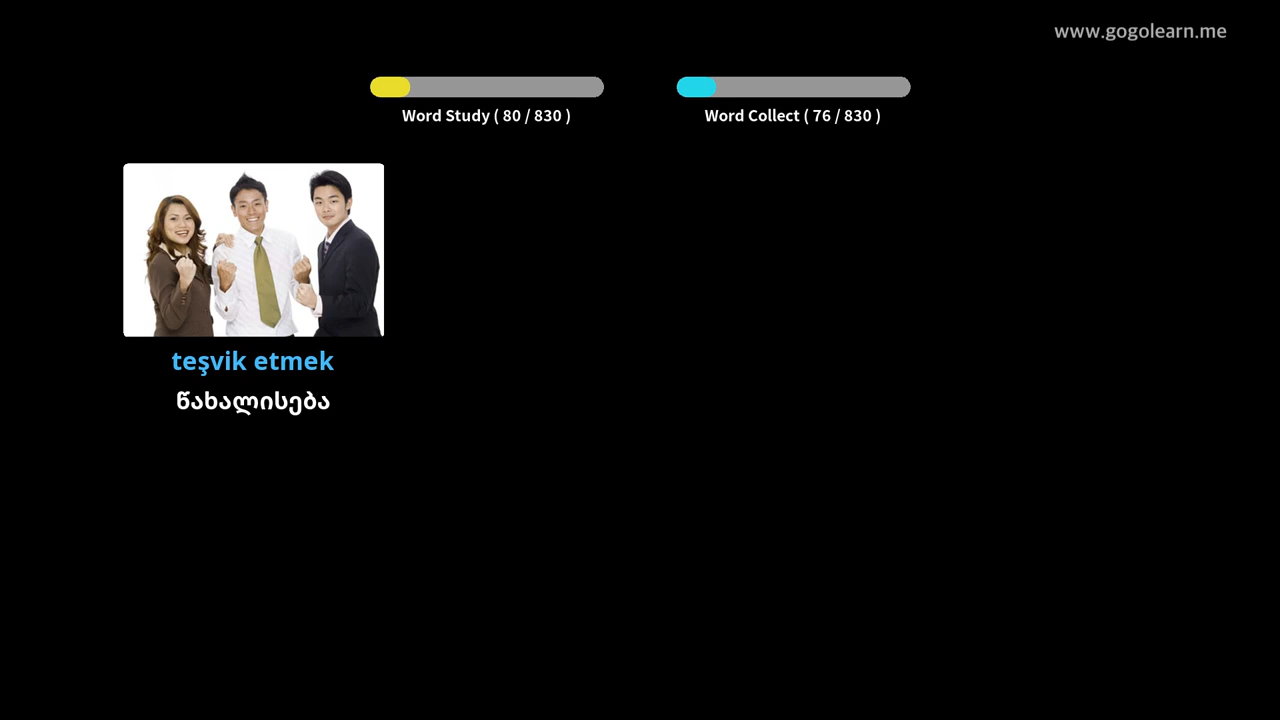 www.gogolearn.me
Word Study ( 80 / 830 )
Word Collect ( 76 / 830 )
teşvik etmek
წახალისება